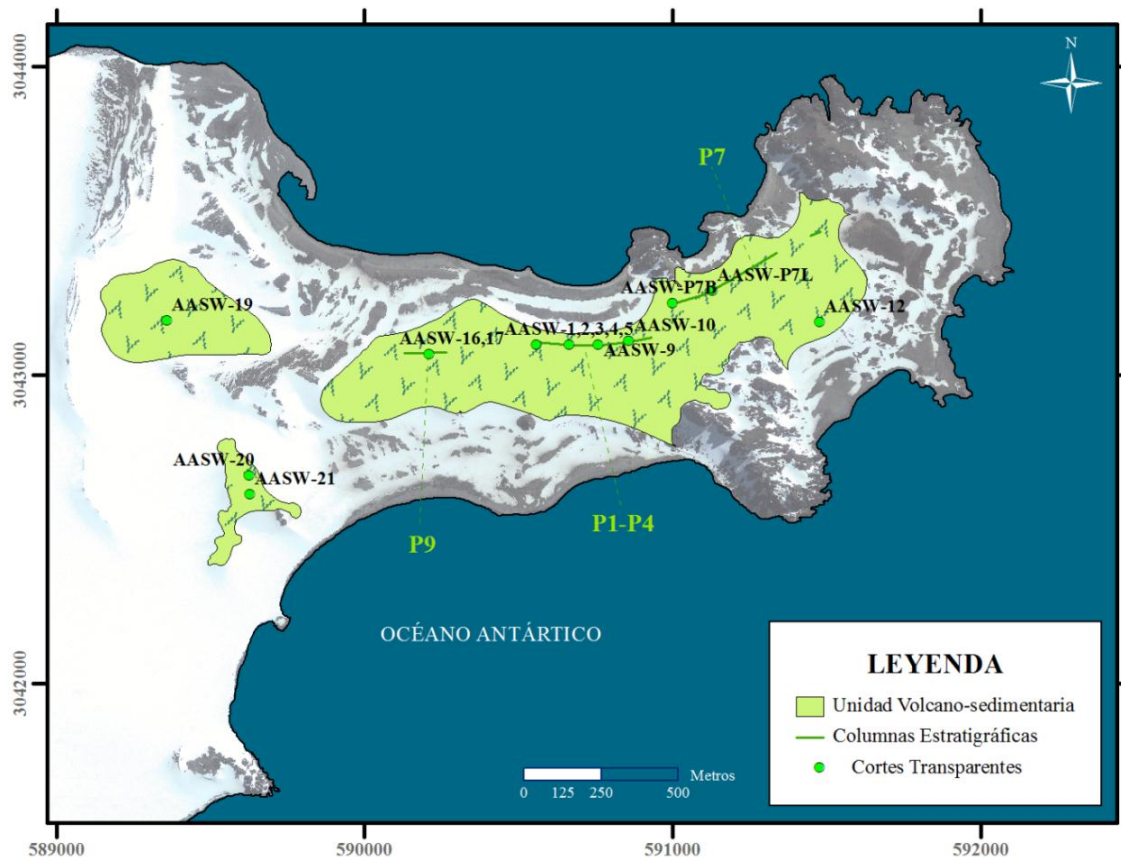 3044000
3043000
3042000
N
P7
AASW-P7L
AASW-P7B
AASW-12
AASW-19
AASW-16,17
AASW-1,2,3,4,5
AASW-10
AASW-9
AASW-20
AASW-21
P9
P1-P4
OCÉANO ANTÁRTICO
LEYENDA
Unidad Volcano-sedimentaria
Columnas Estratigráficas
Cortes Transparentes
Metros
0 125 250 500
589000 590000 591000 592000